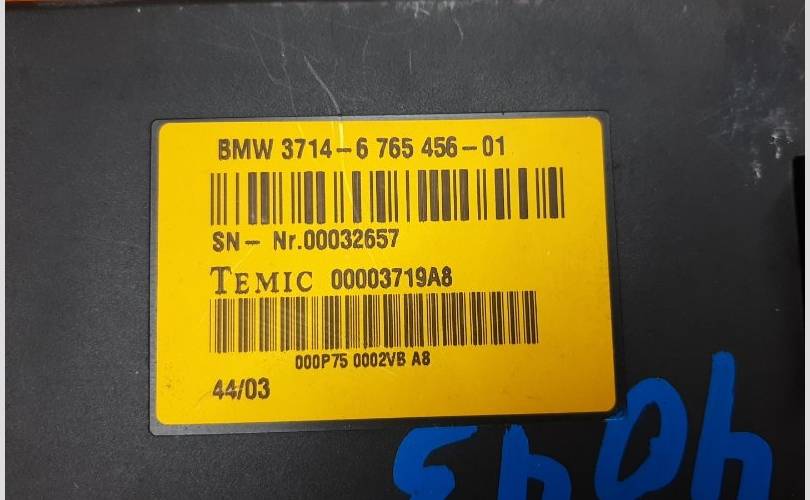 BMW 3714-6 765 456-01
SN- Nr.00032657
TEMIC 00003719A8
000P75 0002VB A8
44/03